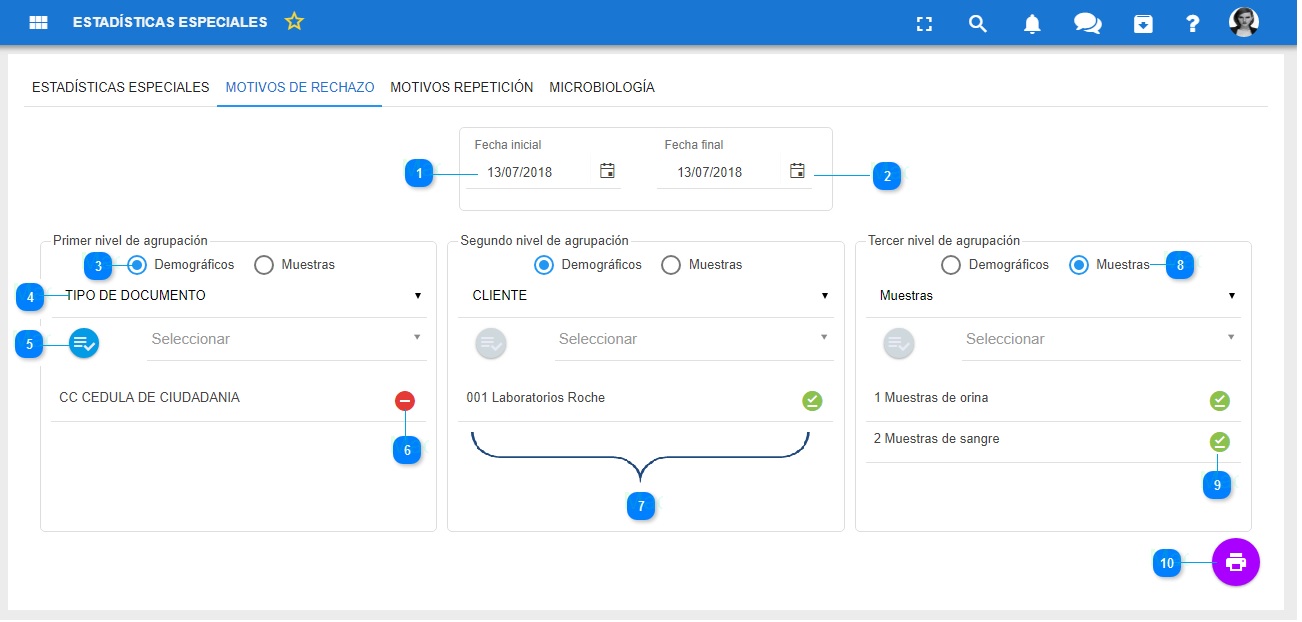 ESTADÍSTICAS ESPECIALES
?
ESTADÍSTICAS ESPECIALES MOTIVOS DE RECHAZO MOTIVOS REPETICIÓN MICROBIOLOGÍA
Fecha inicial Fecha final
1 13/07/2018 13/07/2018 2
Primer nivel de agrupación
3 Demográficos Muestras
4 TIPO DE DOCUMENTO
5 Seleccionar
CC CEDULA DE CIUDADANIA
6
Segundo nivel de agrupación
Demográficos Muestras
CLIENTE
Seleccionar
001 Laboratorios Roche
7
Tercer nivel de agrupación
Demográficos Muestras 8
Muestras
Seleccionar
1 Muestras de orina
2 Muestras de sangre
9
10